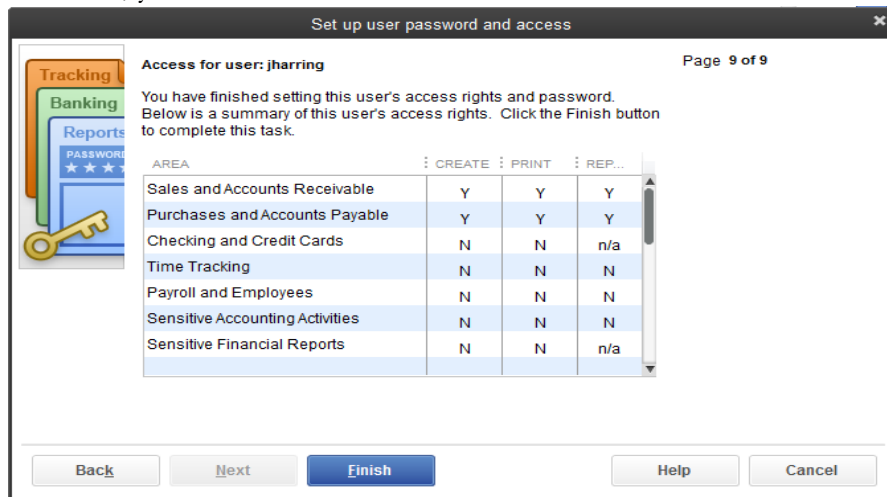 Set up user password and access
Tracking
Banking
Reports
Access for user: jharring
Page 9 of 9
You have finished setting this user's access rights and password.
Below is a summary of this user's access rights. Click the Finish button
to complete this task.
AREA CREATE PRINT REP...
Sales and Accounts Receivable Y Y Y
Purchases and Accounts Payable Y Y Y
Checking and Credit Cards N N n/a
Time Tracking N N N
Payroll and Employees N N N
Sensitive Accounting Activities N N N
Sensitive Financial Reports N N n/a
Back Next Finish Help Cancel